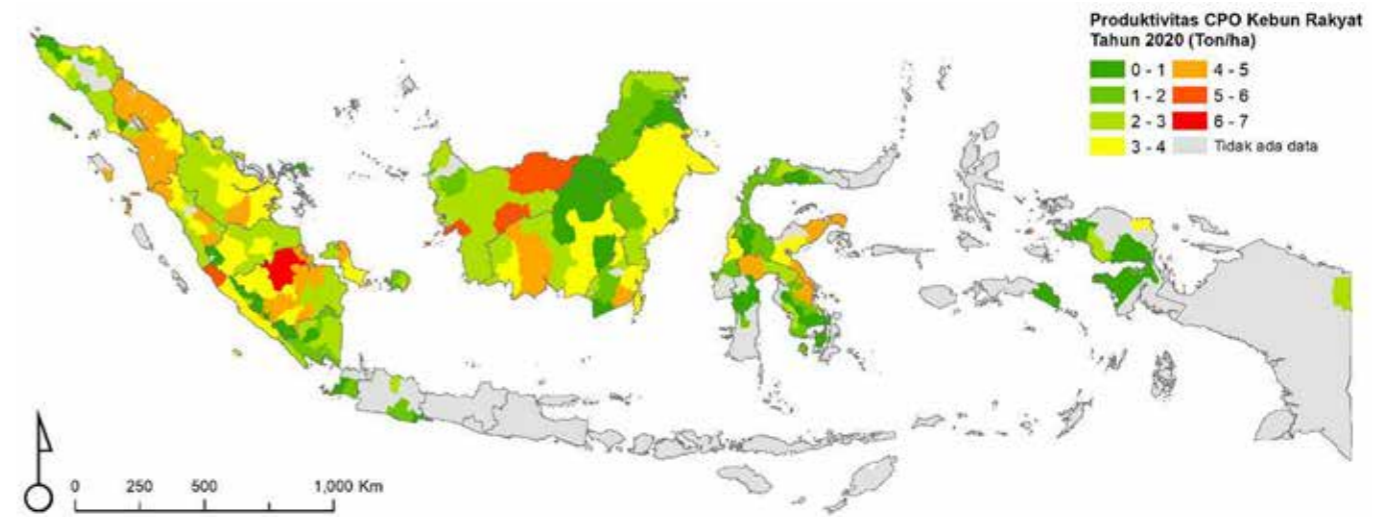 Produktivitas CPO Kebun Rakyat
Tahun 2020 (Ton/ha)
0 - 1 4 - 5
1 - 2 5 - 6
2 - 3 6 - 7
3 - 4 Tidak ada data
0 250 500 1,000 Km